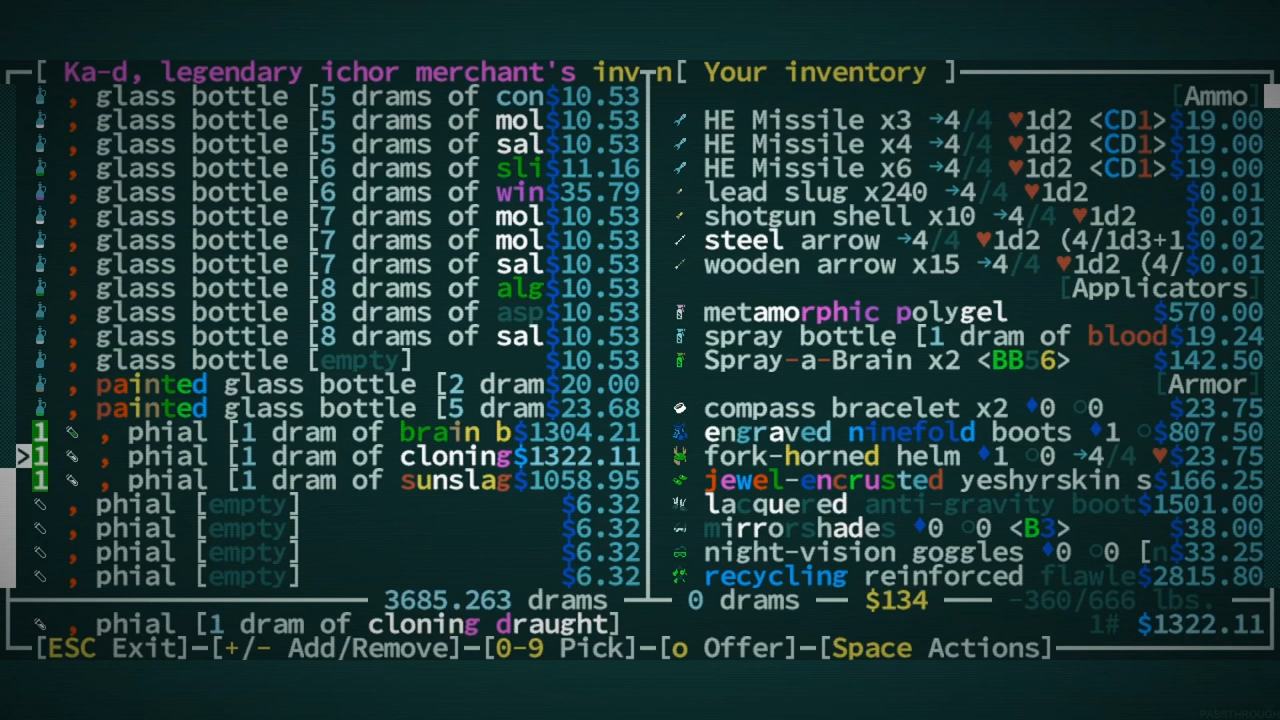 [ Ka-d, legendary ichor merchant's inv
n[ Your inventory ]
, glass bottle [5 drams of con$10.53
, glass bottle [5 drams of mol$10.53
, glass bottle [5 drams of sal$10.53
, glass bottle [6 drams of sli$11.16
, glass bottle [6 drams of win$35.79
, glass bottle [7 drams of mol$10.53
, glass bottle [7 drams of mol$10.53
, glass bottle [7 drams of sal$10.53
, glass bottle [8 drams of alg$10.53
, glass bottle [8 drams of asp$10.53
, glass bottle [8 drams of sal$10.53
, glass bottle [empty] $10.53
, painted glass bottle [2 dram$20.00
, painted glass bottle [5 dram$23.68
1 , phial [1 dram of brain b$1304.21
>1 , phial [1 dram of cloning$1322.11
1 , phial [1 dram of sunslag$1058.95
, phial [empty] $6.32
, phial [empty] $6.32
, phial [empty] $6.32
, phial [empty] $6.32
[Ammo]
HE Missile x3 →4/4 ♥1d2 <CD1>$19.00
HE Missile x4 →4/4 ♥1d2 <CD1>$19.00
HE Missile x6 →4/4 ♥1d2 <CD1>$19.00
lead slug x240 →4/4 ♥1d2 $0.01
shotgun shell x10 →4/4 ♥1d2 $0.01
steel arrow →4/4 ♥1d2 (4/1d3+1$0.02
wooden arrow x15 →4/4 ♥1d2 (4/$0.01
[Applicators]
metamorphic polygel $570.00
spray bottle [1 dram of blood$19.24
Spray-a-Brain x2 <BB56> $142.50
[Armor]
compass bracelet x2 ♦0 ○0 $23.75
engraved ninefold boots ♦1 ○$807.50
fork-horned helm ♦1 ○0 →4/4 ♥$23.75
jewel-encrusted yeshyrskin s$166.25
lacquered anti-gravity boot$1501.00
mirrorshades ♦0 ○0 <B3> $38.00
night-vision goggles ♦0 ○0 [n$33.25
recycling reinforced flawle$2815.80
3685.263 drams
0 drams — $134 — -360/666 lbs.
, phial [1 dram of cloning draught] 1# $1322.11
[ESC Exit]-[+/- Add/Remove]-[0-9 Pick]-[o Offer]-[Space Actions]